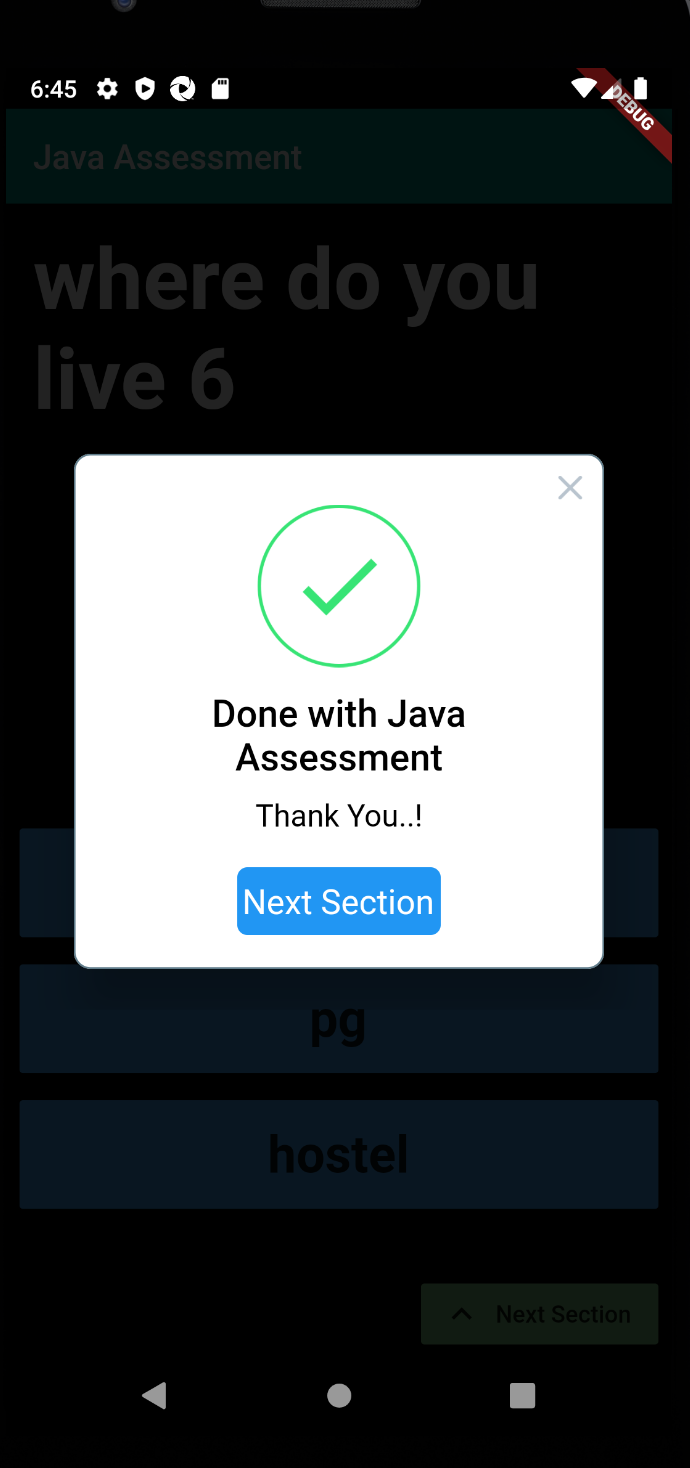 6:45
DEBUG
Java Assessment
where do you
live 6
Done with Java
Assessment
Thank You..!
Next Section
pg
hostel
Next Section